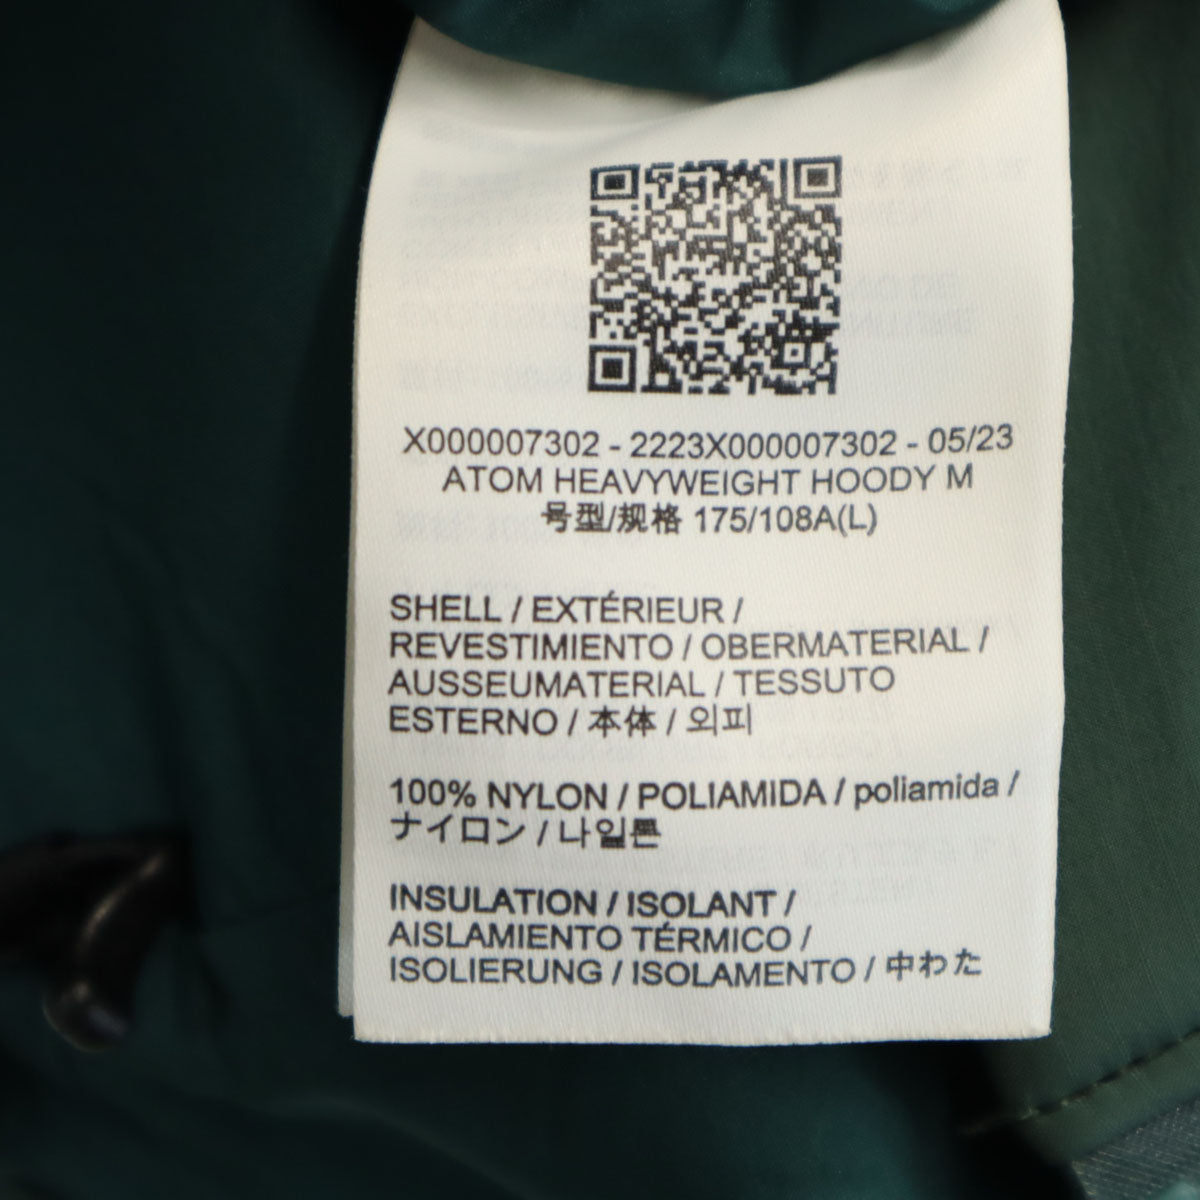 X000007302 - 2223X000007302 - 05/23
ATOM HEAVYWEIGHT HOODY M
号型/规格 175/108A(L)
SHELL / EXTÉRIEUR /
REVESTIMIENTO / OBERMATERIAL /
AUSSEUMATERIAL / TESSUTO
ESTERNO / 本体 / 외피
100% NYLON / POLIAMIDA / poliamida /
ナイロン / 나일론
INSULATION / ISOLANT /
AISLAMIENTO TÉRMICO /
ISOLIERUNG / ISOLAMENTO / 中わた